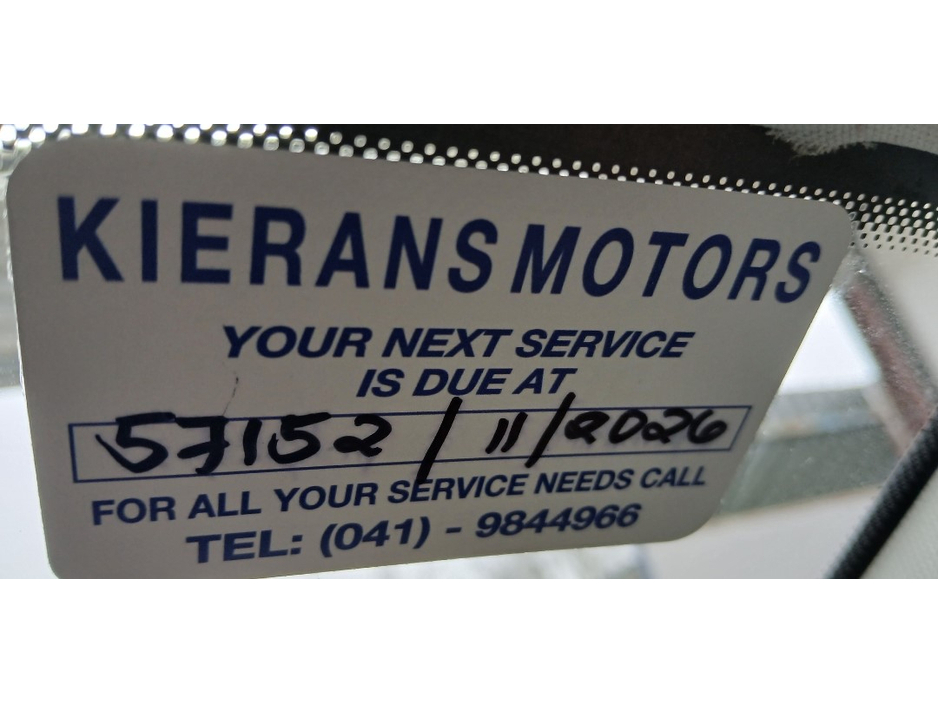 KIERANS MOTORS
YOUR NEXT SERVICE
IS DUE AT
57152/11/2026
FOR ALL YOUR SERVICE NEEDS CALL
TEL: (041) - 9844966